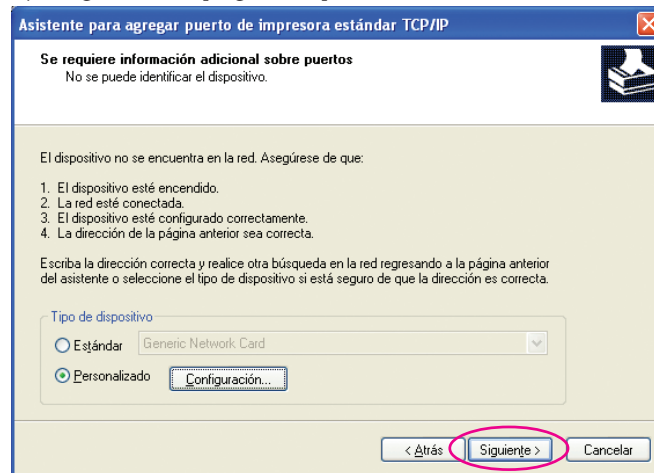 Asistente para agregar puerto de impresora estándar TCP/IP
Se requiere información adicional sobre puertos
No se puede identificar el dispositivo.
El dispositivo no se encuentra en la red. Asegúrese de que:
1. El dispositivo esté encendido.
2. La red esté conectada.
3. El dispositivo esté configurado correctamente.
4. La dirección de la página anterior sea correcta.
Escriba la dirección correcta y realice otra búsqueda en la red regresando a la página anterior
del asistente o seleccione el tipo de dispositivo si está seguro de que la dirección es correcta.
Tipo de dispositivo
Estándar Generic Network Card
Personalizado Configuración...
< Atrás Siguiente > Cancelar